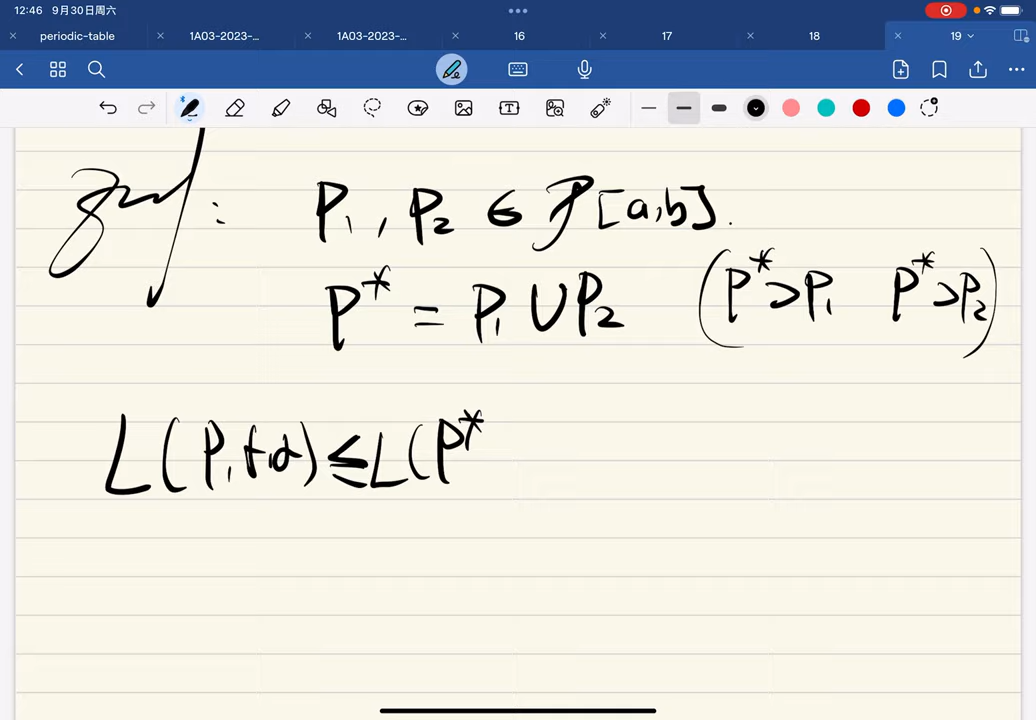 12:46 9月30日周六
periodic-table 1A03-2023-... 1A03-2023-... 16 17 18 19
: P₁, P₂ ∈ 𝒫[a,b].
P* = P₁ ∪ P₂ (P* ⊃ P₁ P* ⊃ P₂)
L(P₁,f,α) ≤ L(P*